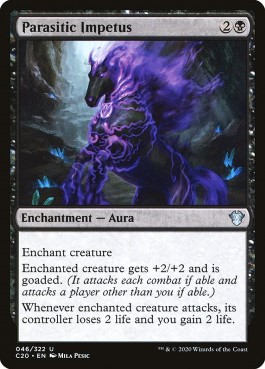 Parasitic Impetus 2
Enchantment — Aura
Enchant creature
Enchanted creature gets +2/+2 and is
goaded. (It attacks each combat if able and
attacks a player other than you if able.)
Whenever enchanted creature attacks, its
controller loses 2 life and you gain 2 life.
046/322 U
C20 • EN Mila Pesic
™ & © 2020 Wizards of the Coast